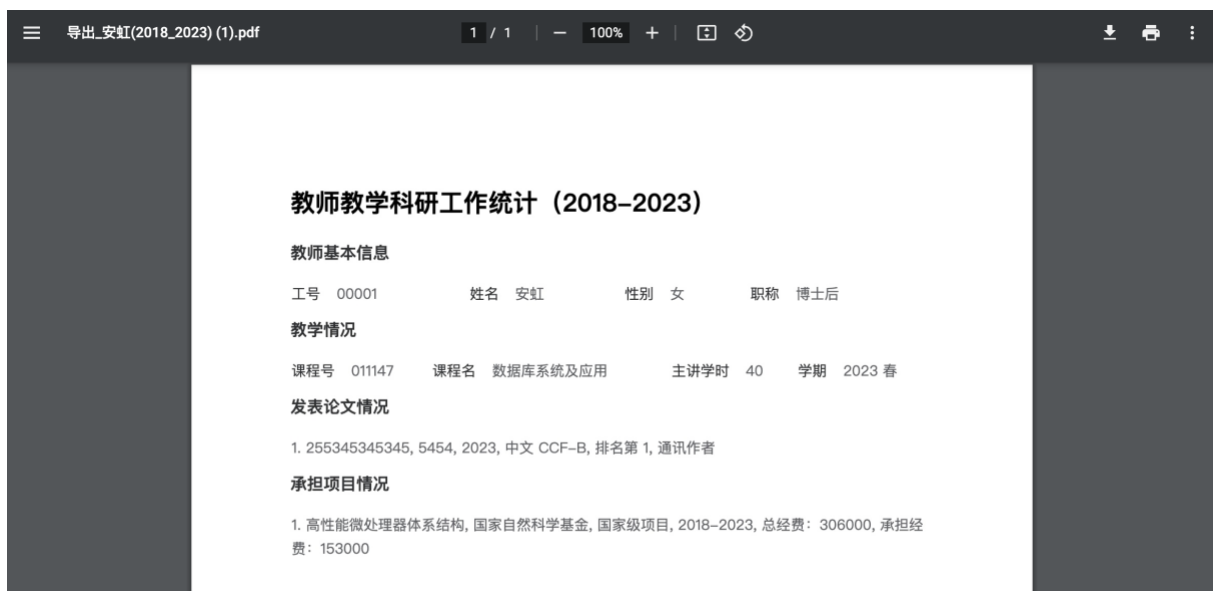 导出_安虹(2018_2023) (1).pdf 1 / 1 100%
教师教学科研工作统计（2018–2023）
教师基本信息
工号 00001 姓名 安虹 性别 女 职称 博士后
教学情况
课程号 011147 课程名 数据库系统及应用 主讲学时 40 学期 2023 春
发表论文情况
1. 255345345345, 5454, 2023, 中文 CCF–B, 排名第 1, 通讯作者
承担项目情况
1. 高性能微处理器体系结构, 国家自然科学基金, 国家级项目, 2018–2023, 总经费：306000, 承担经
费：153000